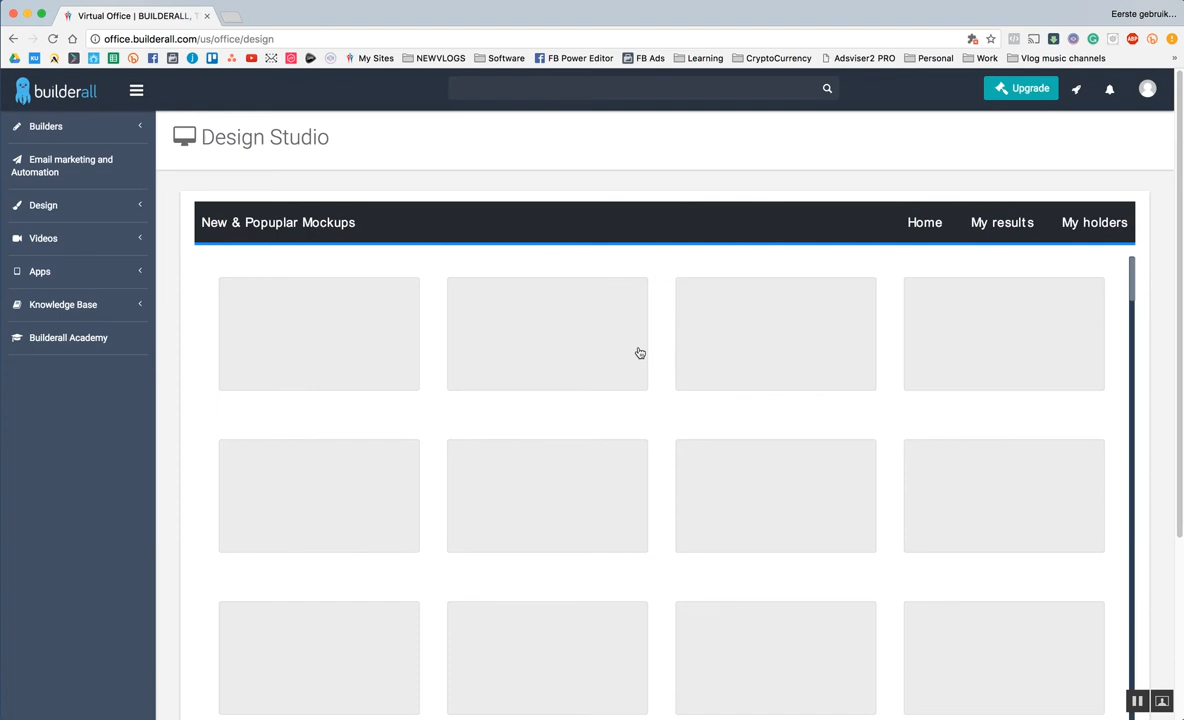 Virtual Office | BUILDERALL, T
Eerste gebruik...
office.builderall.com/us/office/design
My Sites
NEWVLOGS
Software
FB Power Editor
FB Ads
Learning
CryptoCurrency
Adsviser2 PRO
Personal
Work
Vlog music channels
»
builderall
Upgrade
Builders
Email marketing and
Automation
Design
Videos
Apps
Knowledge Base
Builderall Academy
Design Studio
New & Popuplar Mockups
Home
My results
My holders